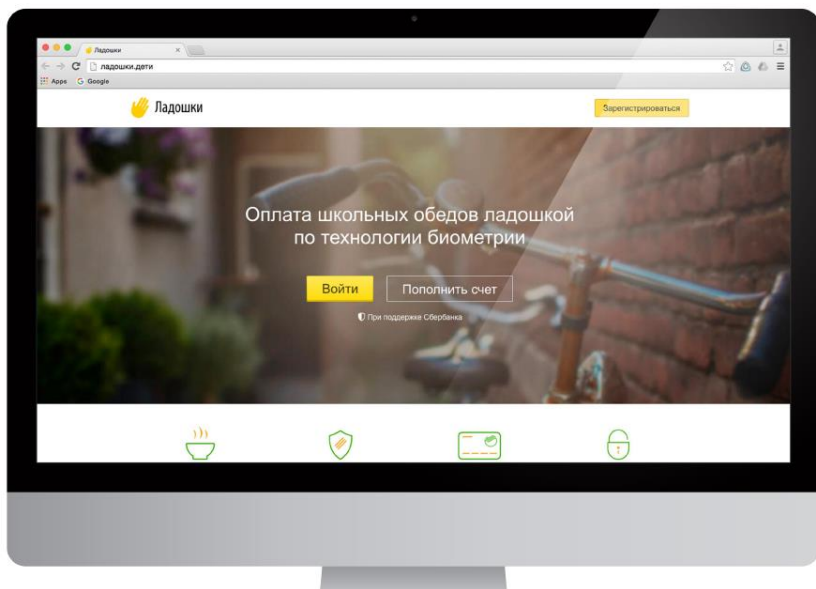 Ладошки
ладошки.дети
Apps
Google
Ладошки
Зарегистрироваться
Оплата школьных обедов ладошкой
по технологии биометрии
Войти
Пополнить счет
При поддержке Сбербанка